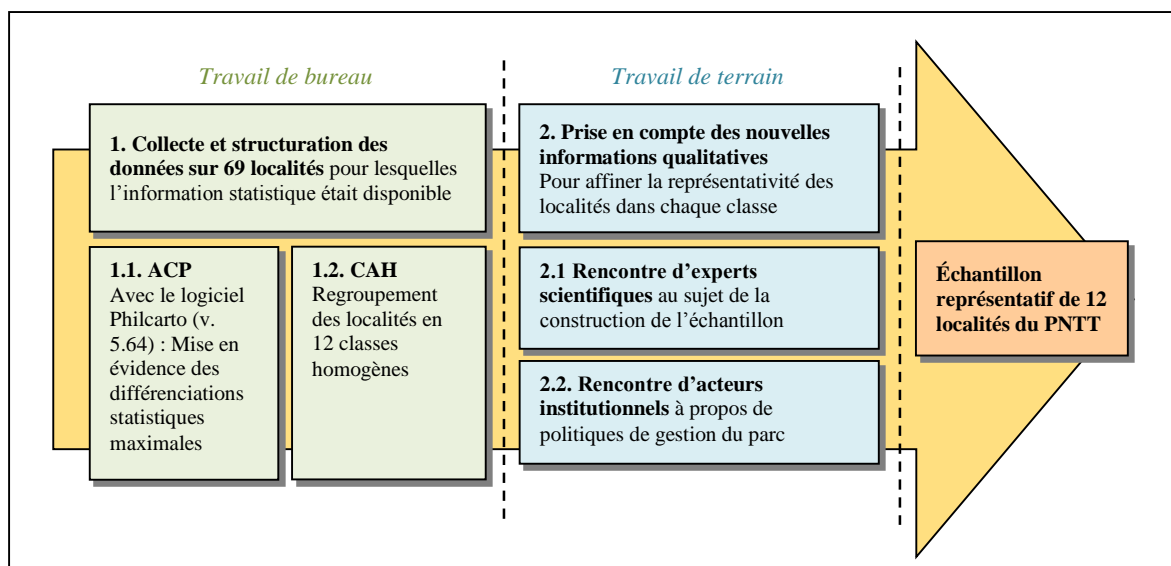 Travail de bureau
1. Collecte et structuration des
données sur 69 localités pour lesquelles
l’information statistique était disponible
1.1. ACP
Avec le logiciel
Philcarto (v.
5.64) : Mise en
évidence des
différenciations
statistiques
maximales
1.2. CAH
Regroupement
des localités en
12 classes
homogènes
Travail de terrain
2. Prise en compte des nouvelles
informations qualitatives
Pour affiner la représentativité des
localités dans chaque classe
2.1 Rencontre d’experts
scientifiques au sujet de la
construction de l’échantillon
2.2. Rencontre d’acteurs
institutionnels à propos de
politiques de gestion du parc
Échantillon
représentatif de 12
localités du PNTT